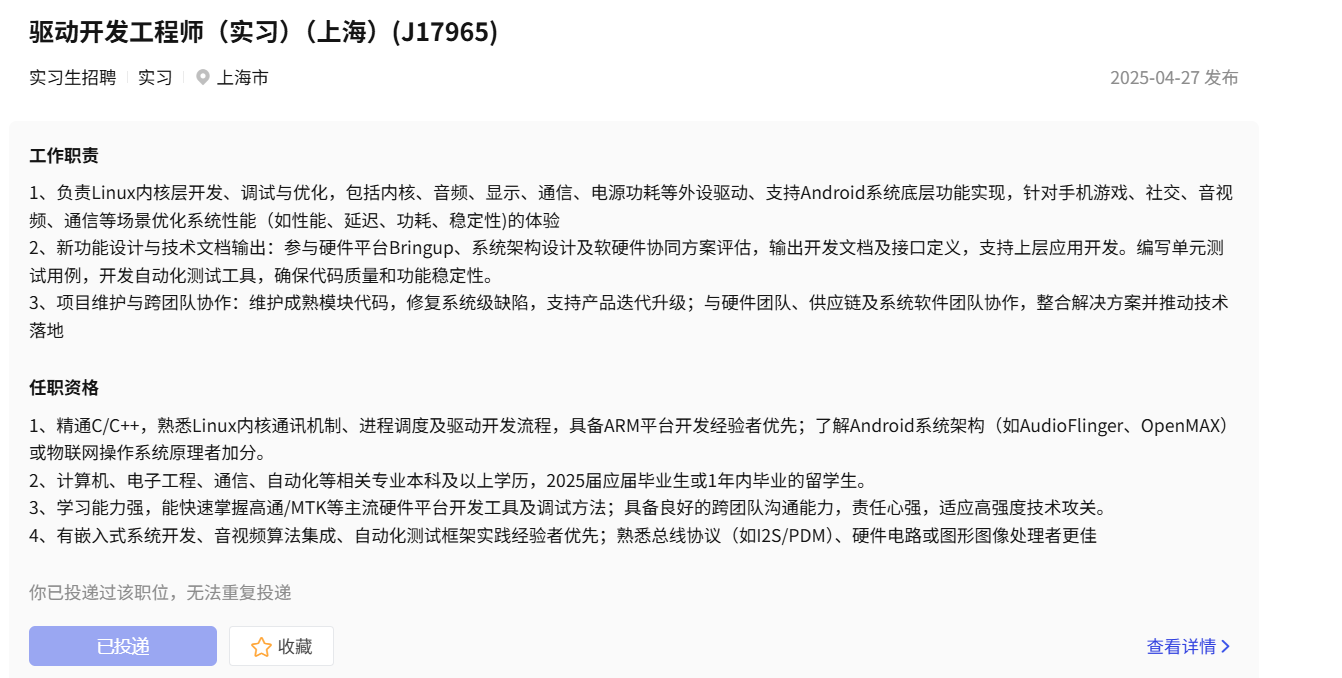 驱动开发工程师（实习）（上海）(J17965)
实习生招聘 实习 上海市 2025-04-27 发布
工作职责
1、负责Linux内核层开发、调试与优化，包括内核、音频、显示、通信、电源功耗等外设驱动、支持Android系统底层功能实现，针对手机游戏、社交、音视
频、通信等场景优化系统性能（如性能、延迟、功耗、稳定性)的体验
2、新功能设计与技术文档输出：参与硬件平台Bringup、系统架构设计及软硬件协同方案评估，输出开发文档及接口定义，支持上层应用开发。编写单元测
试用例，开发自动化测试工具，确保代码质量和功能稳定性。
3、项目维护与跨团队协作：维护成熟模块代码，修复系统级缺陷，支持产品迭代升级；与硬件团队、供应链及系统软件团队协作，整合解决方案并推动技术
落地
任职资格
1、精通C/C++，熟悉Linux内核通讯机制、进程调度及驱动开发流程，具备ARM平台开发经验者优先；了解Android系统架构（如AudioFlinger、OpenMAX）
或物联网操作系统原理者加分。
2、计算机、电子工程、通信、自动化等相关专业本科及以上学历，2025届应届毕业生或1年内毕业的留学生。
3、学习能力强，能快速掌握高通/MTK等主流硬件平台开发工具及调试方法；具备良好的跨团队沟通能力，责任心强，适应高强度技术攻关。
4、有嵌入式系统开发、音视频算法集成、自动化测试框架实践经验者优先；熟悉总线协议（如I2S/PDM）、硬件电路或图形图像处理者更佳
你已投递过该职位，无法重复投递
已投递 收藏 查看详情